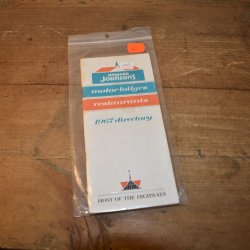 HOWARD
JOHNSON'S
motor lodges
restaurants
1967 directory
HOST OF THE HIGHWAYS